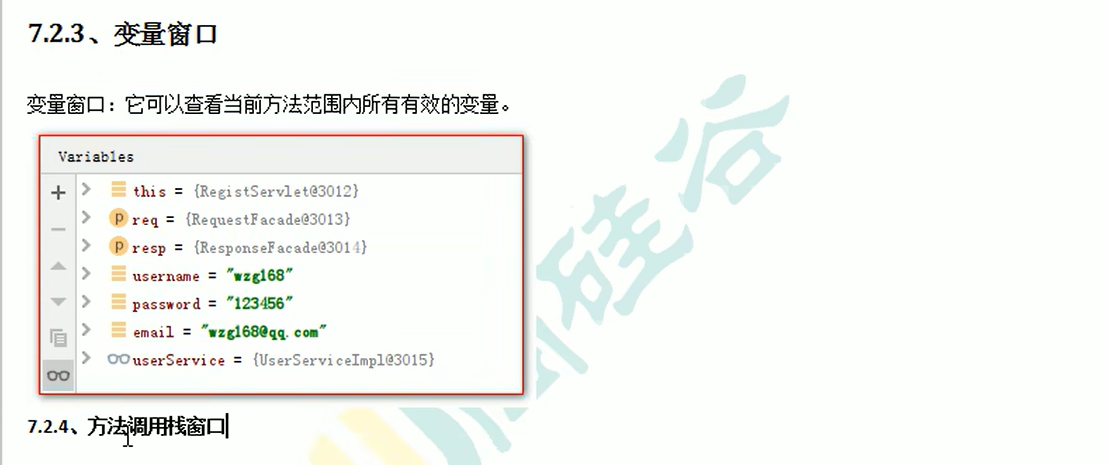 7.2.3、变量窗口
变量窗口：它可以查看当前方法范围内所有有效的变量。
Variables
this = {RegistServlet@3012}
p req = {RequestFacade@3013}
p resp = {ResponseFacade@3014}
username = "wzg168"
password = "123456"
email = "wzg168@qq.com"
userService = {UserServiceImpl@3015}
7.2.4、方法调用栈窗口
硅谷